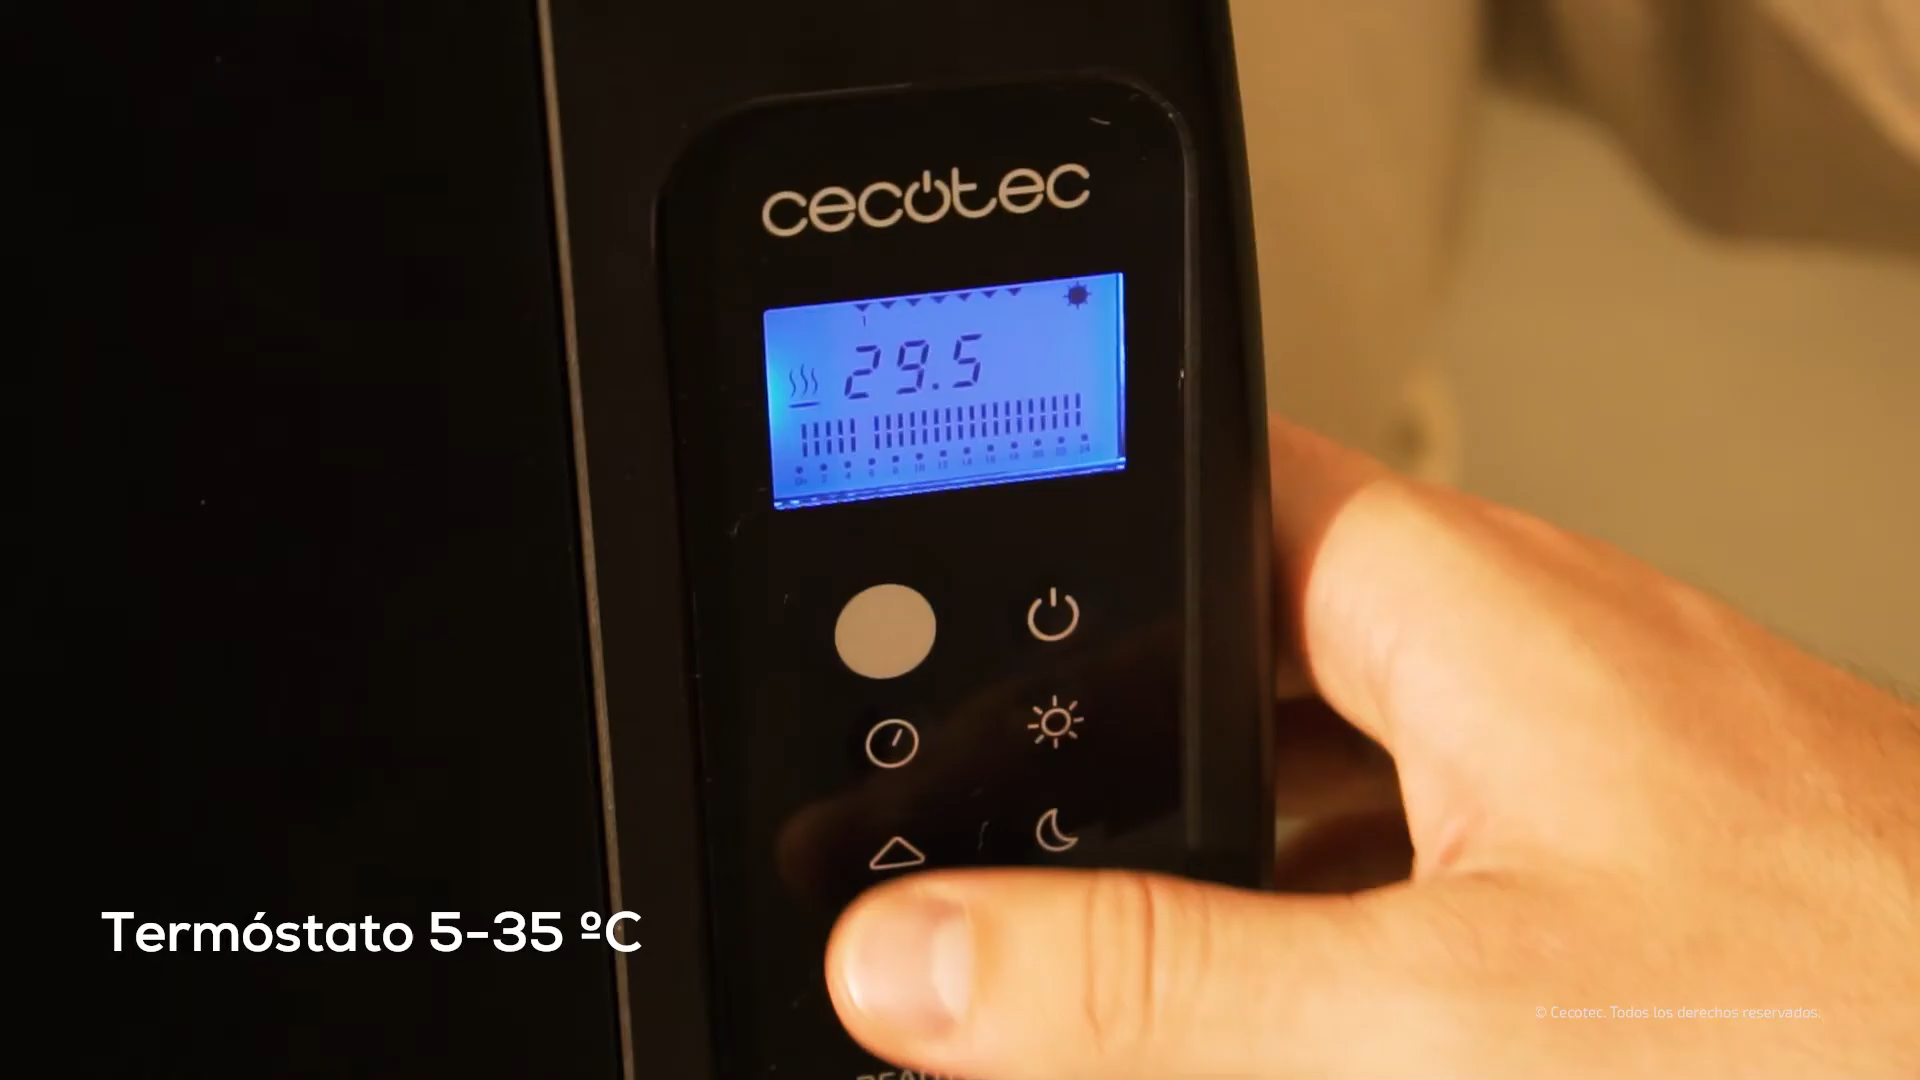 cecotec
29.5
Termóstato 5-35 ºC
© Cecotec. Todos los derechos reservados.